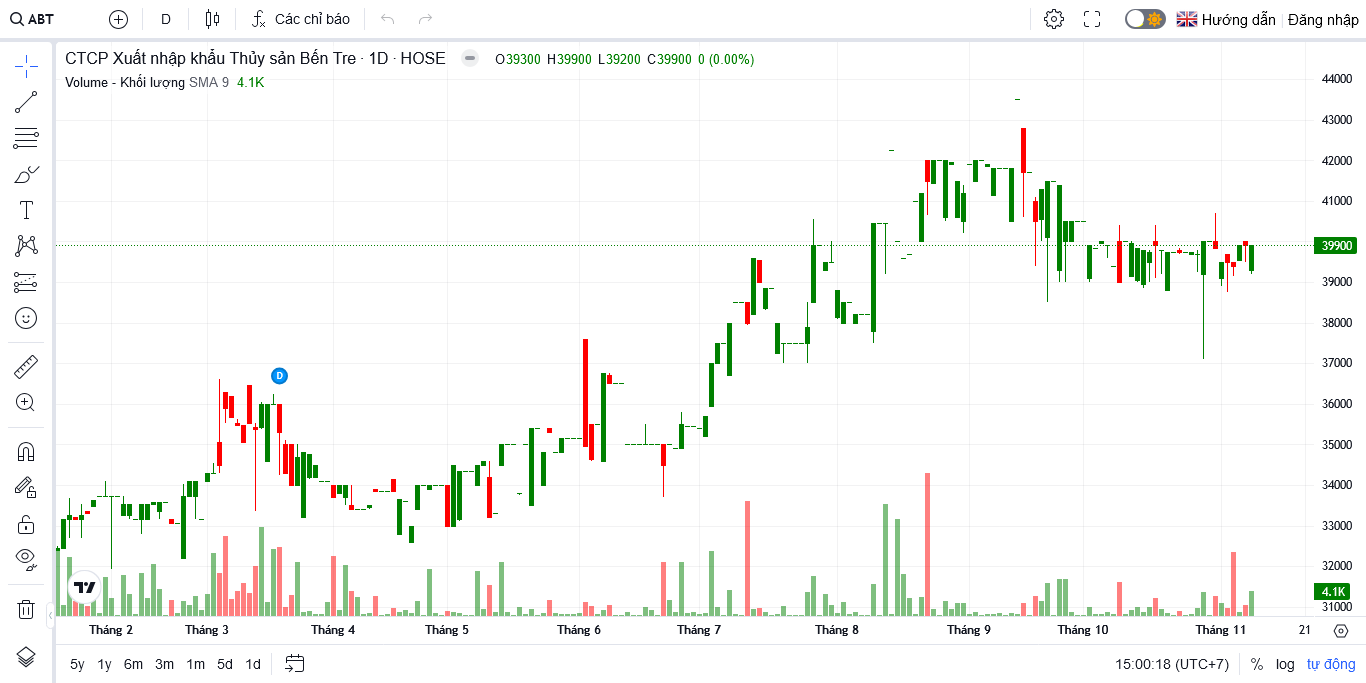 ABT D Các chỉ báo Hướng dẫn Đăng nhập
CTCP Xuất nhập khẩu Thủy sản Bến Tre · 1D · HOSE O39300 H39900 L39200 C39900 0 (0.00%)
Volume - Khối lượng SMA 9 4.1K
44000
43000
42000
41000
39900
39000
38000
37000
D
36000
35000
34000
33000
32000
4.1K
31000
Tháng 2 Tháng 3 Tháng 4 Tháng 5 Tháng 6 Tháng 7 Tháng 8 Tháng 9 Tháng 10 Tháng 11 21
5y 1y 6m 3m 1m 5d 1d 15:00:18 (UTC+7) % log tự động